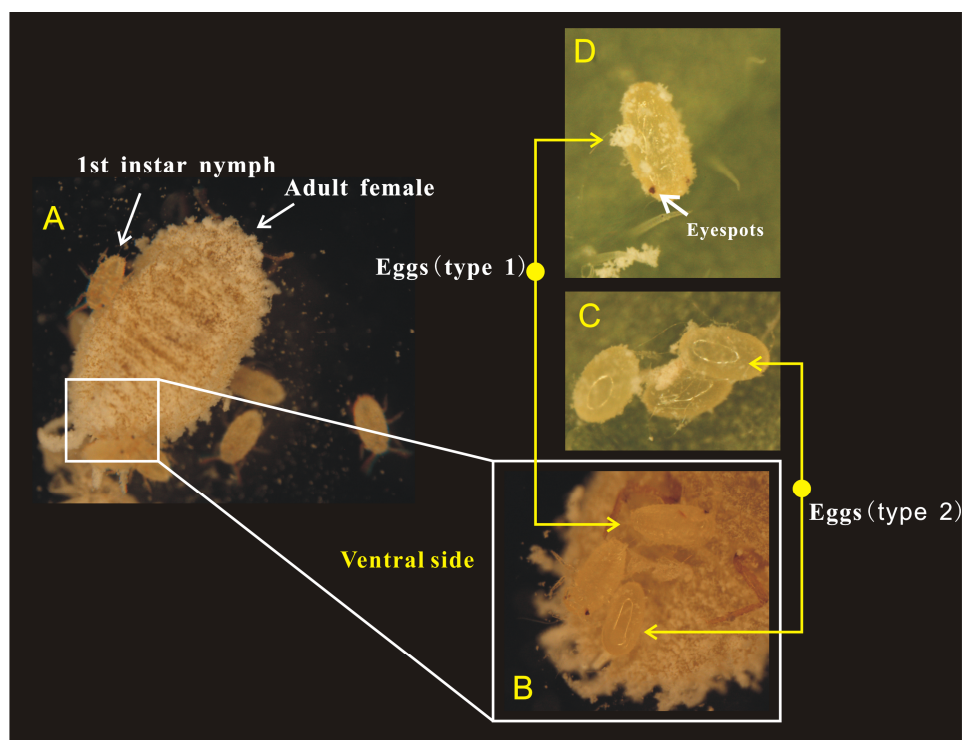 D
1st instar nymph
Adult female
A
Eyespots
Eggs (type 1)
C
Eggs (type 2)
Ventral side
B